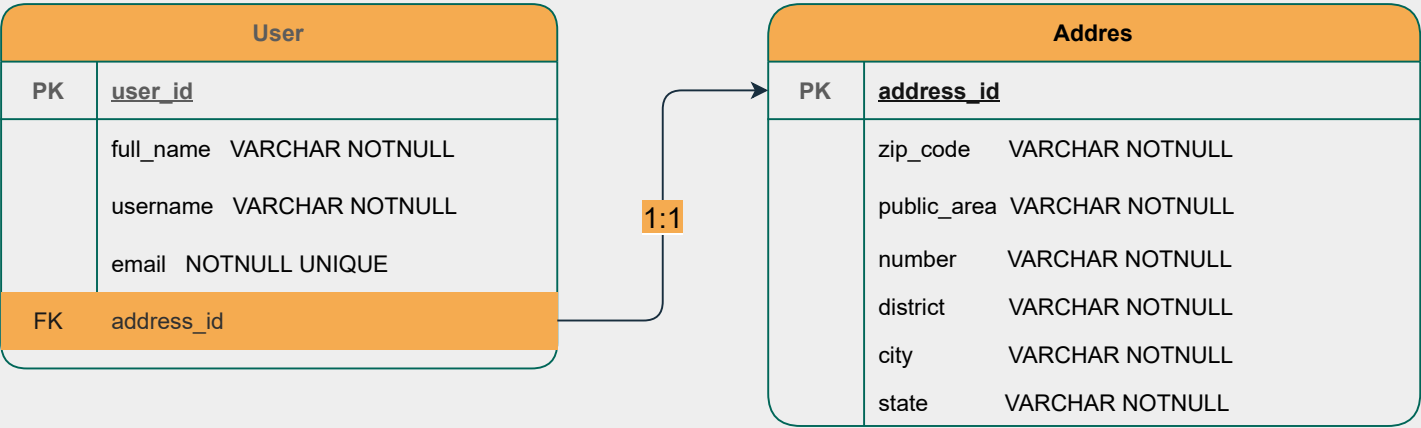 User
PK user_id
full_name VARCHAR NOTNULL
username VARCHAR NOTNULL
email NOTNULL UNIQUE
FK address_id
1:1
Addres
PK address_id
zip_code VARCHAR NOTNULL
public_area VARCHAR NOTNULL
number VARCHAR NOTNULL
district VARCHAR NOTNULL
city VARCHAR NOTNULL
state VARCHAR NOTNULL